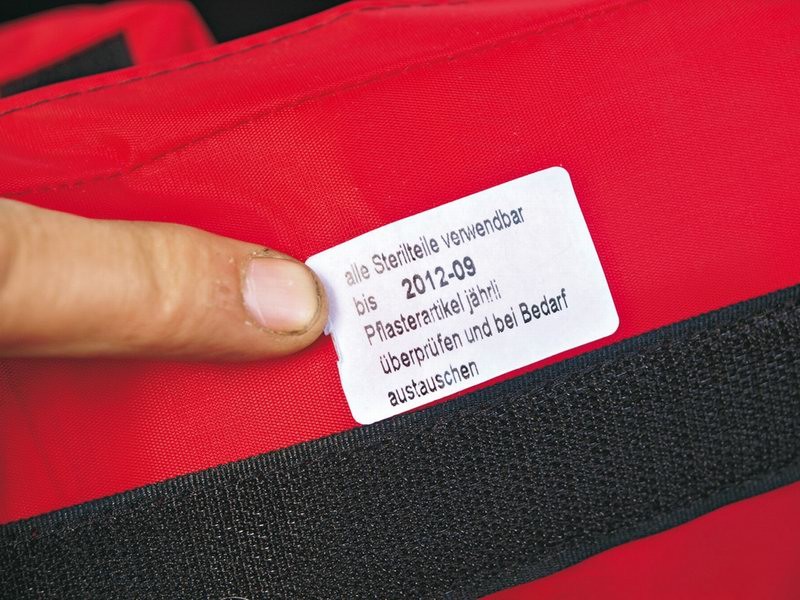 alle Sterilteile verwendbar
bis 2012-09
Pflasterartikel jährli
überprüfen und bei Bedarf
austauschen